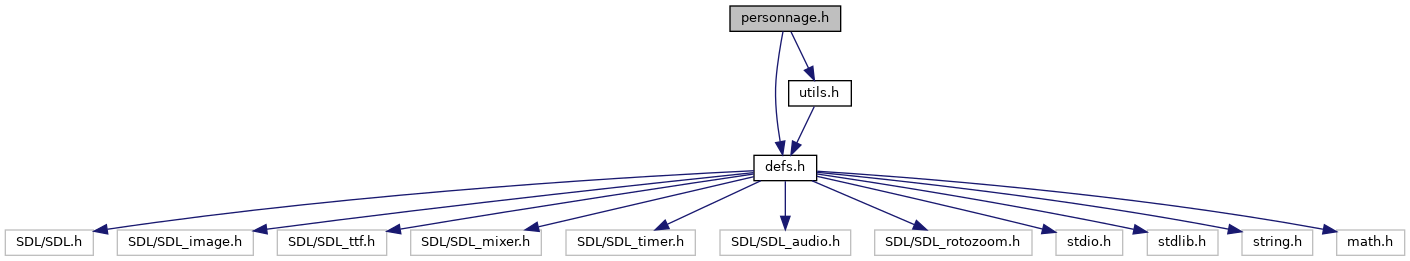 personnage.h
utils.h
defs.h
SDL/SDL.h
SDL/SDL_image.h
SDL/SDL_ttf.h
SDL/SDL_mixer.h
SDL/SDL_timer.h
SDL/SDL_audio.h
SDL/SDL_rotozoom.h
stdio.h
stdlib.h
string.h
math.h